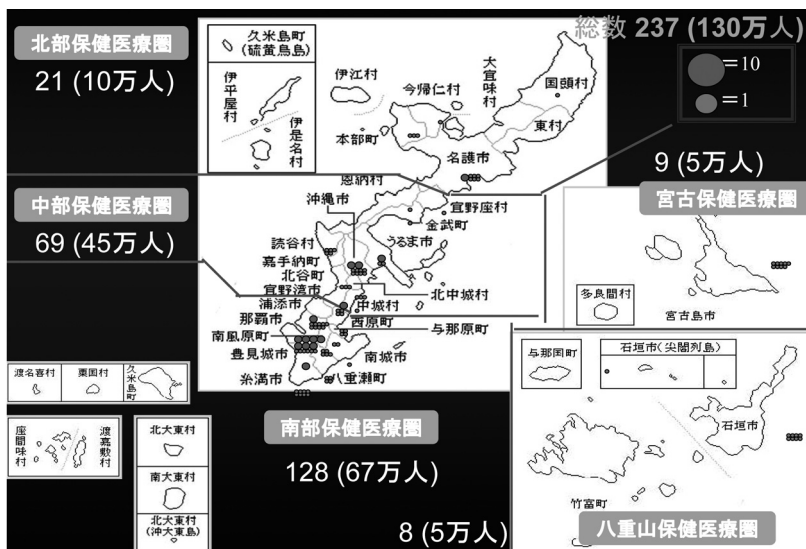 総数 237 (130万人)
北部保健医療圏
21 (10万人)
久米島町
(硫黄鳥島)
伊平屋村
伊是名村
伊江村
今帰仁村
大宜味村
国頭村
東村
本部町
名護市
恩納村
=10
=1
9 (5万人)
宮古保健医療圏
多良間村
宮古島市
中部保健医療圏
69 (45万人)
沖縄市
宜野座村
金武町
うるま市
読谷村
嘉手納町
北谷町
宜野湾市
北中城村
中城村
浦添市
西原町
那覇市
与那原町
南風原町
豊見城市
南城市
糸満市
八重瀬町
渡名喜村
粟国村
久米島町
座間味村
渡嘉敷村
北大東村
南大東村
北大東村
(沖大東島)
南部保健医療圏
128 (67万人)
8 (5万人)
与那国町
石垣市(尖閣列島)
石垣市
竹富町
八重山保健医療圏